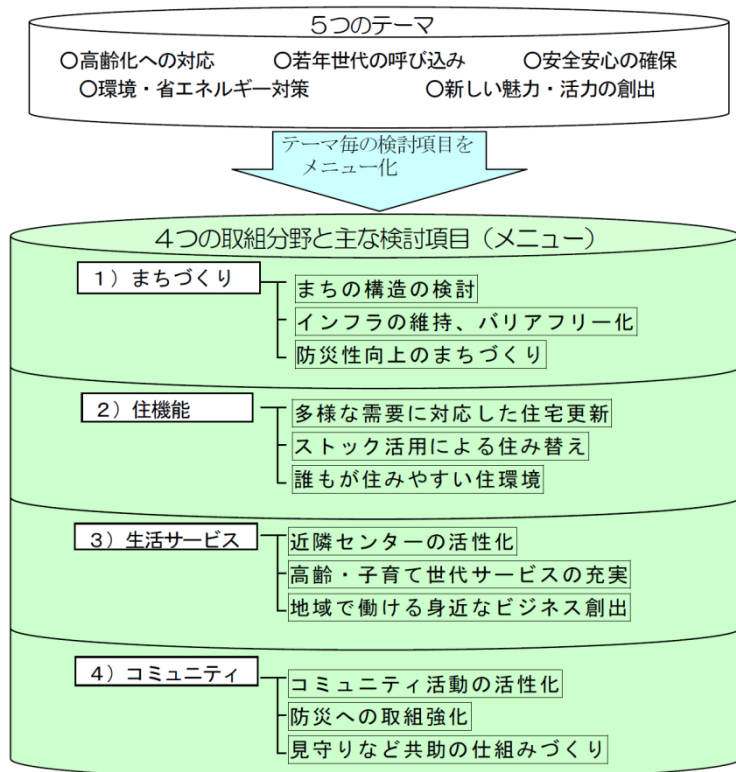 5つのテーマ
〇高齢化への対応 〇若年世代の呼び込み 〇安全安心の確保
〇環境・省エネルギー対策 〇新しい魅力・活力の創出
テーマ毎の検討項目を
メニュー化
4つの取組分野と主な検討項目（メニュー）
1）まちづくり
まちの構造の検討
インフラの維持、バリアフリー化
防災性向上のまちづくり
2）住機能
多様な需要に対応した住宅更新
ストック活用による住み替え
誰もが住みやすい住環境
3）生活サービス
近隣センターの活性化
高齢・子育て世代サービスの充実
地域で働ける身近なビジネス創出
4）コミュニティ
コミュニティ活動の活性化
防災への取組強化
見守りなど共助の仕組みづくり